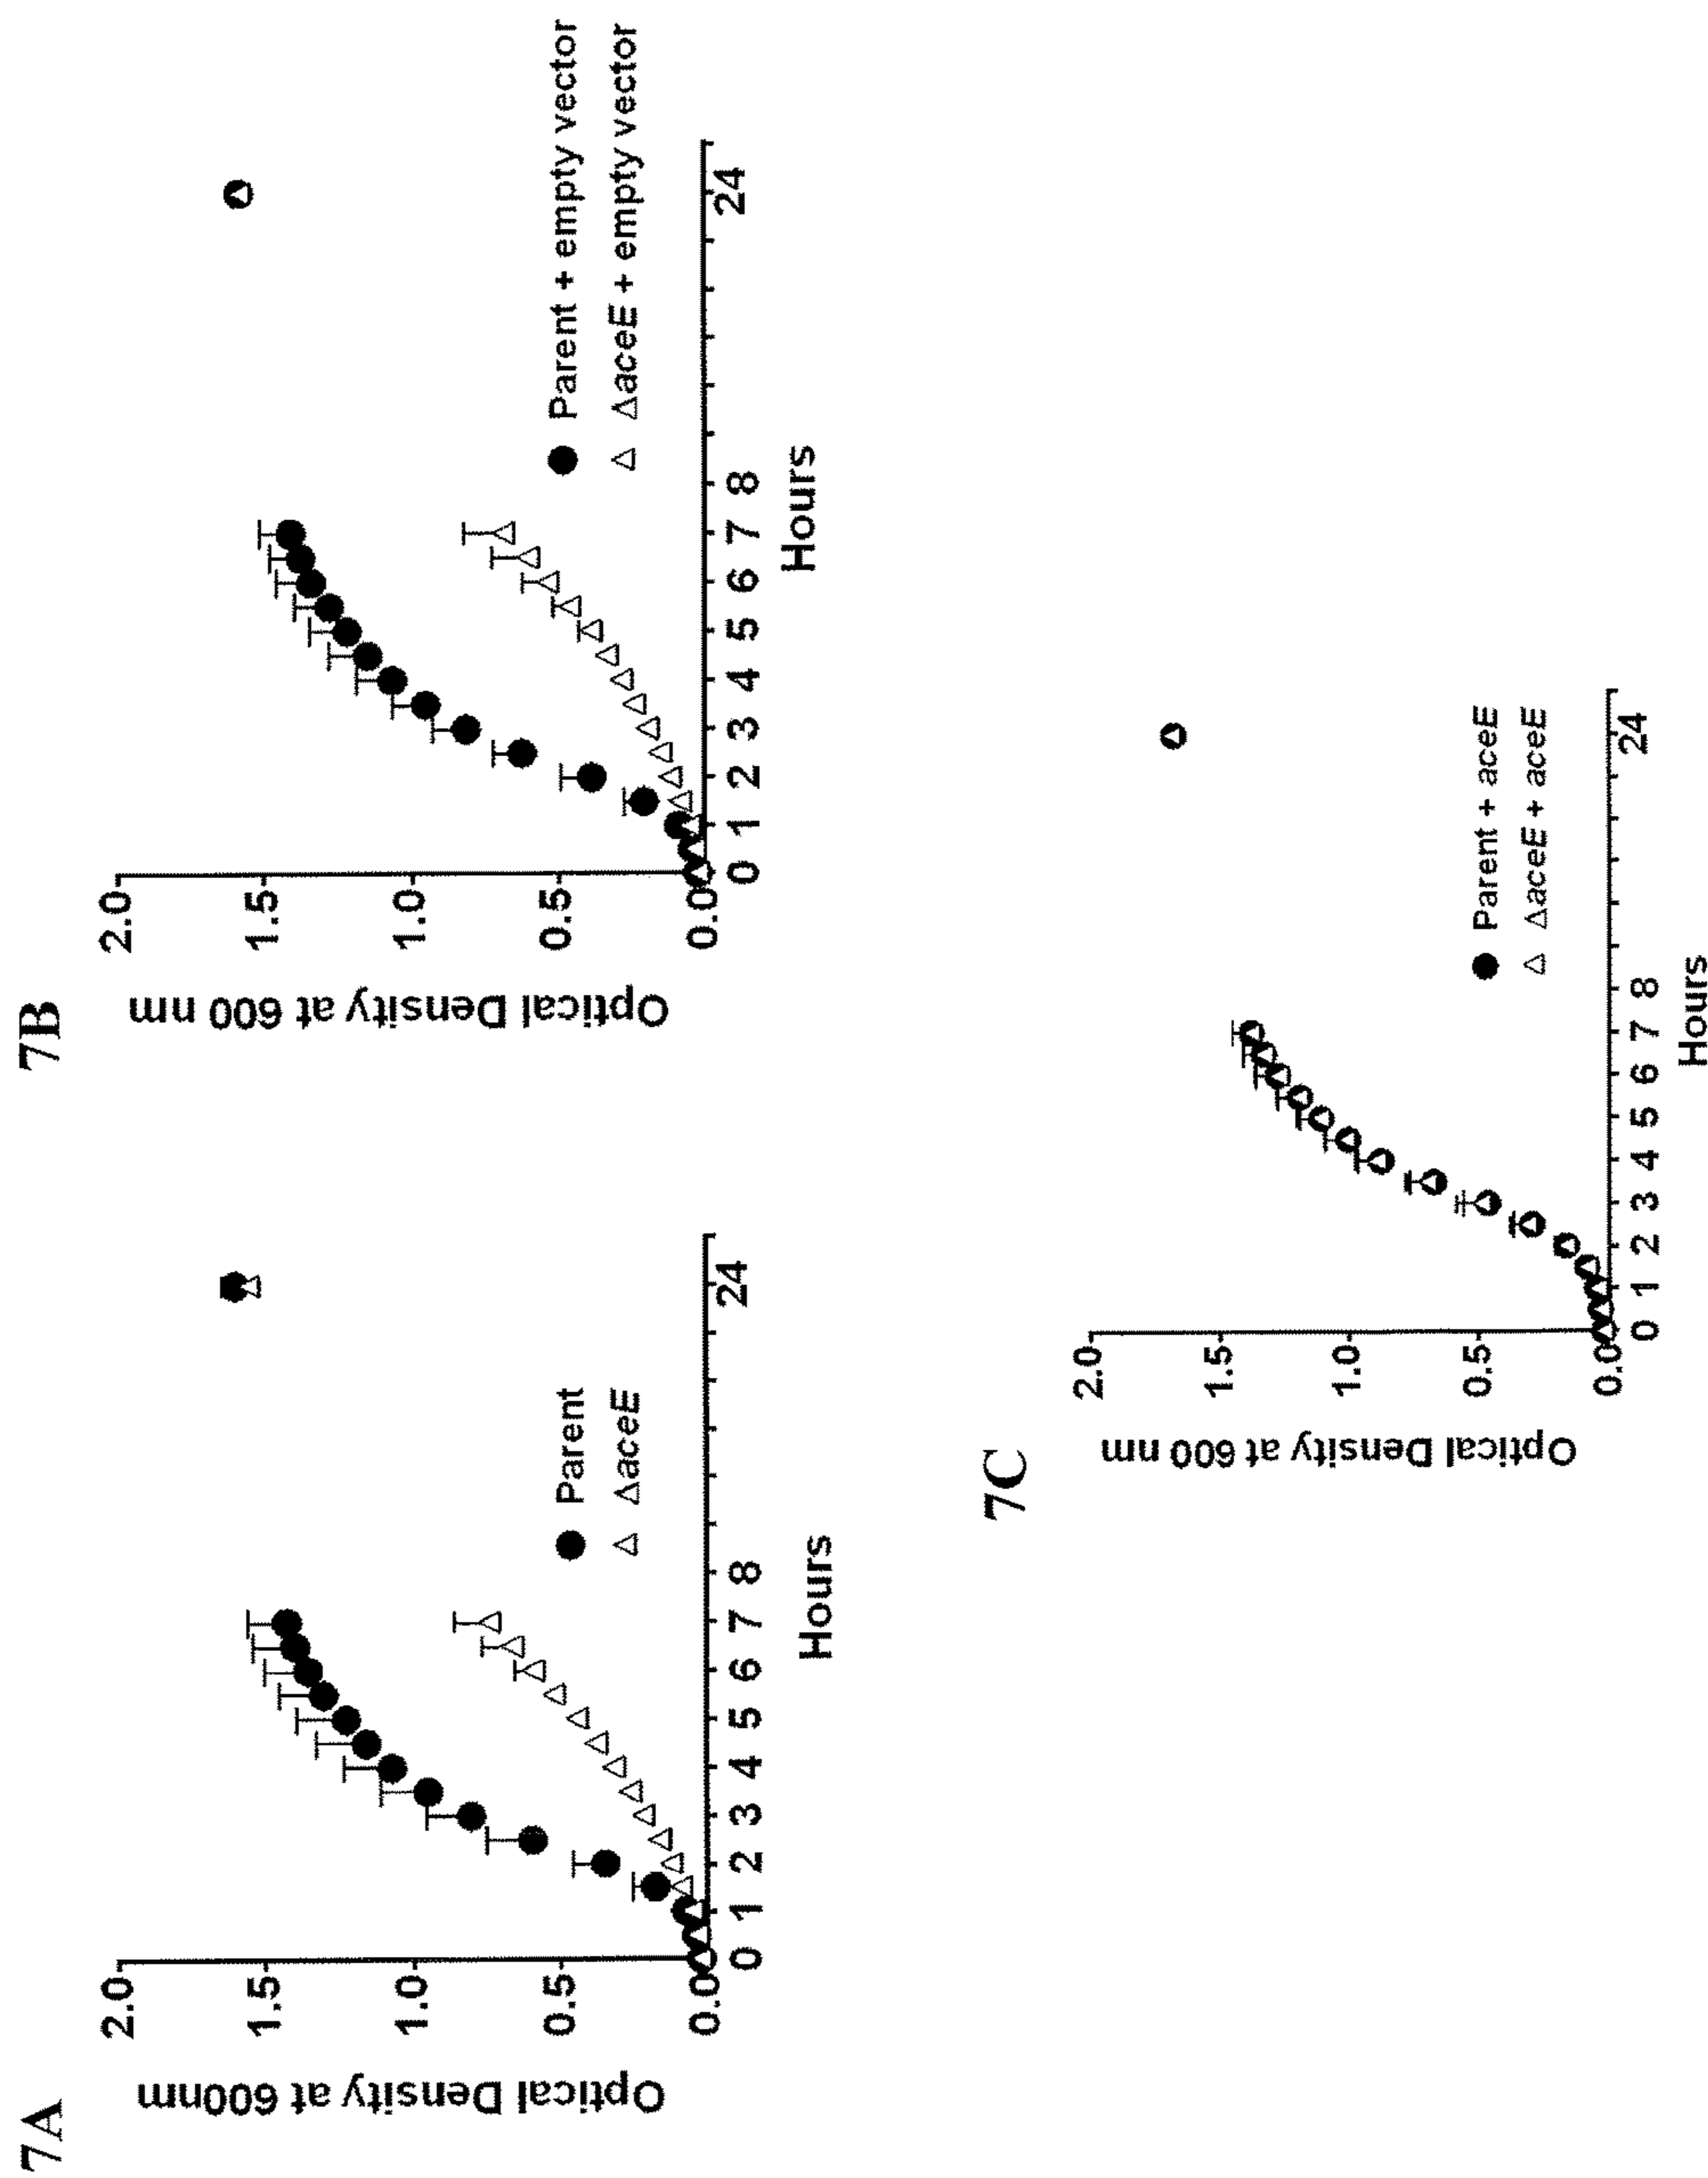 7A
Optical Density at 600nm
2.0
1.5
1.0
0.5
0.0
0 1 2 3 4 5 6 7 8 24
Hours
Parent
ΔaceE
7B
Optical Density at 600 nm
2.0
1.5
1.0
0.5
0.0
0 1 2 3 4 5 6 7 8 24
Hours
Parent + empty vector
ΔaceE + empty vector
7C
Optical Density at 600 nm
2.0
1.5
1.0
0.5
0.0
0 1 2 3 4 5 6 7 8 24
Hours
Parent + aceE
ΔaceE + aceE